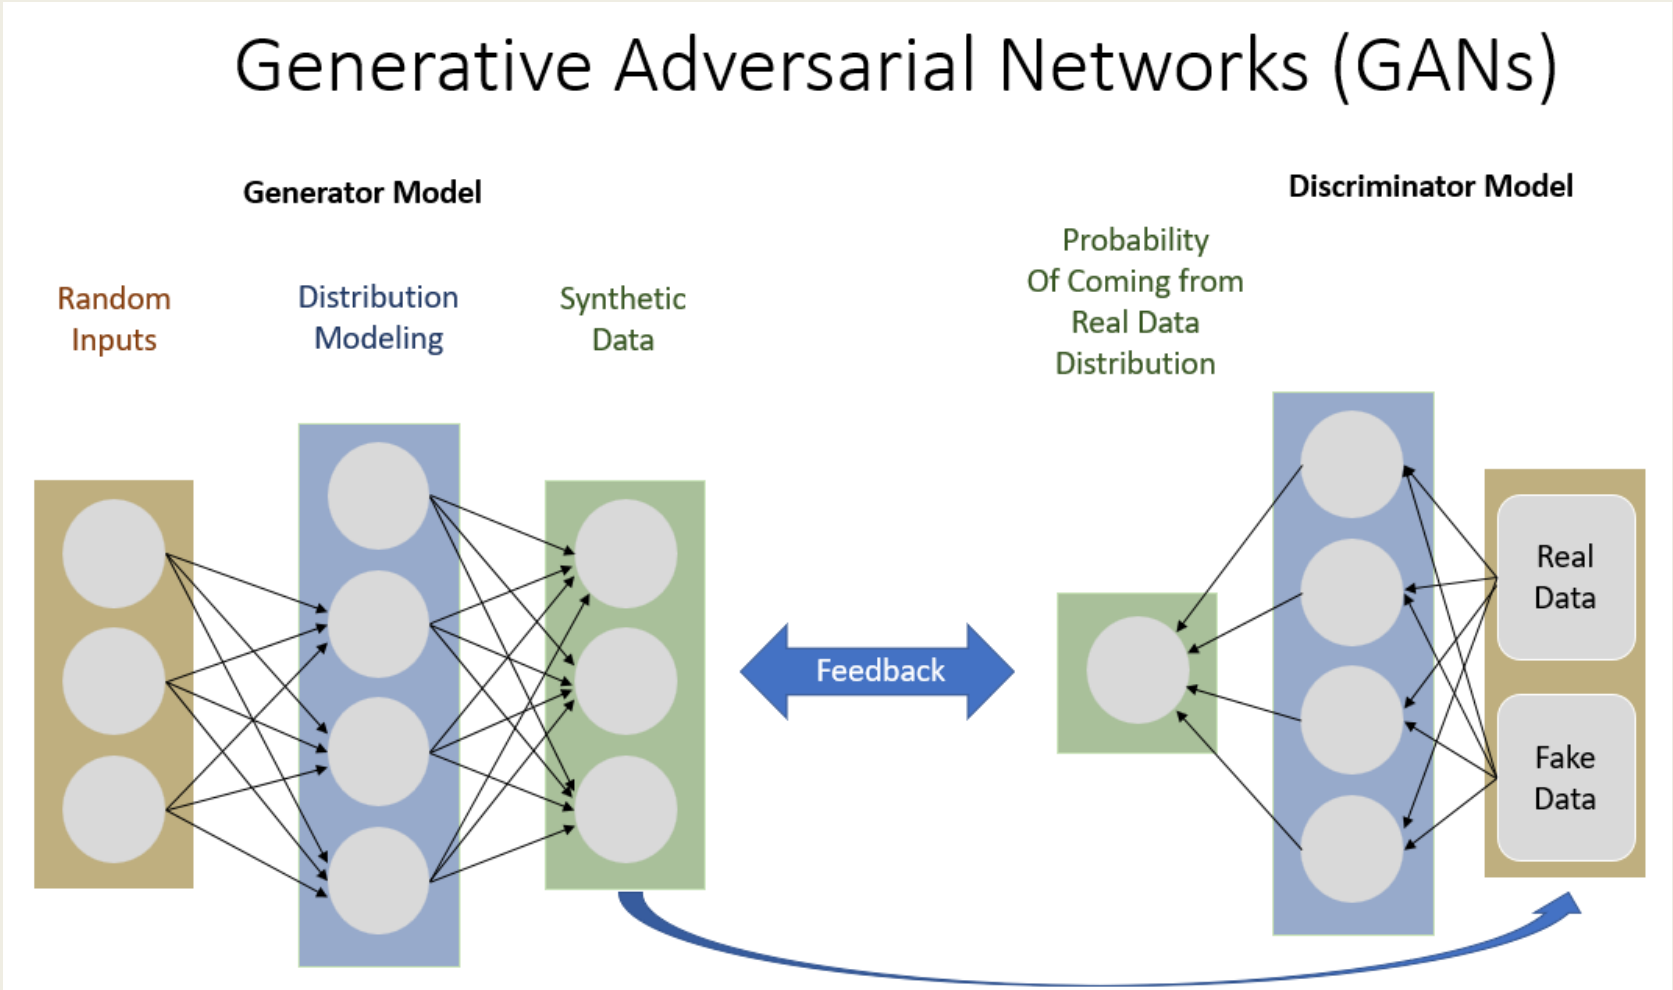 Generative Adversarial Networks (GANs)
Generator Model
Random
Inputs
Distribution
Modeling
Synthetic
Data
Feedback
Discriminator Model
Probability
Of Coming from
Real Data
Distribution
Real
Data
Fake
Data